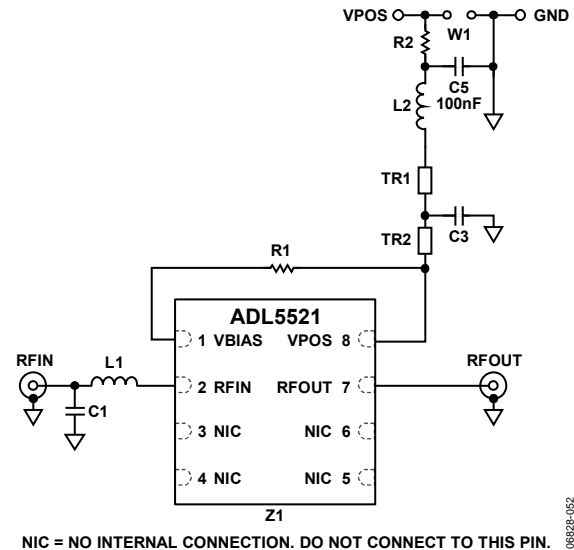 VPOS
W1
GND
R2
C5
100nF
L2
TR1
C3
TR2
R1
ADL5521
1 VBIAS
VPOS 8
RFIN
L1
2 RFIN
RFOUT 7
RFOUT
C1
3 NIC
NIC 6
4 NIC
NIC 5
Z1
NIC = NO INTERNAL CONNECTION. DO NOT CONNECT TO THIS PIN.
06828-052